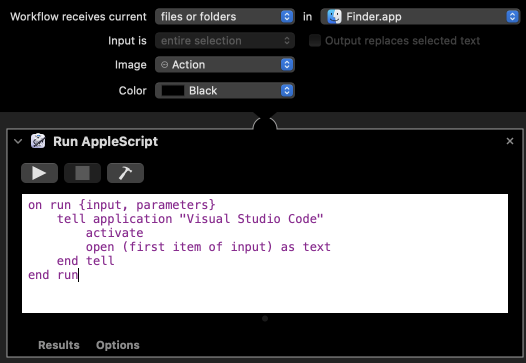 Workflow receives current files or folders in Finder.app
Input is entire selection Output replaces selected text
Image Action
Color Black
Run AppleScript
on run {input, parameters}
    tell application "Visual Studio Code"
        activate
        open (first item of input) as text
    end tell
end run
Results Options